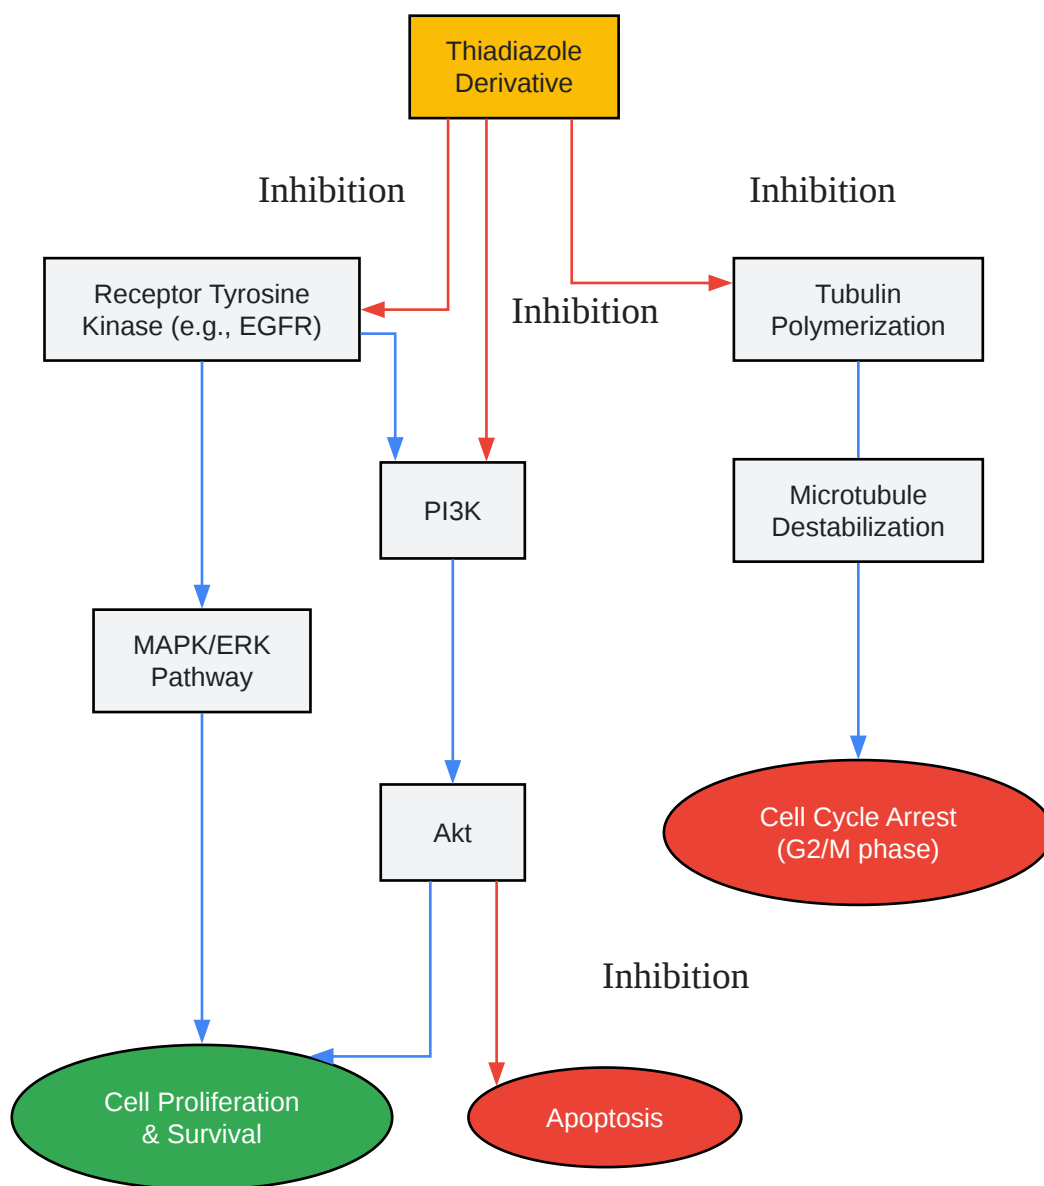 Thiadiazole
Derivative
Inhibition
Inhibition
Receptor Tyrosine
Kinase (e.g., EGFR)
Inhibition
Tubulin
Polymerization
PI3K
Microtubule
Destabilization
MAPK/ERK
Pathway
Akt
Cell Cycle Arrest
(G2/M phase)
Inhibition
Cell Proliferation
& Survival
Apoptosis